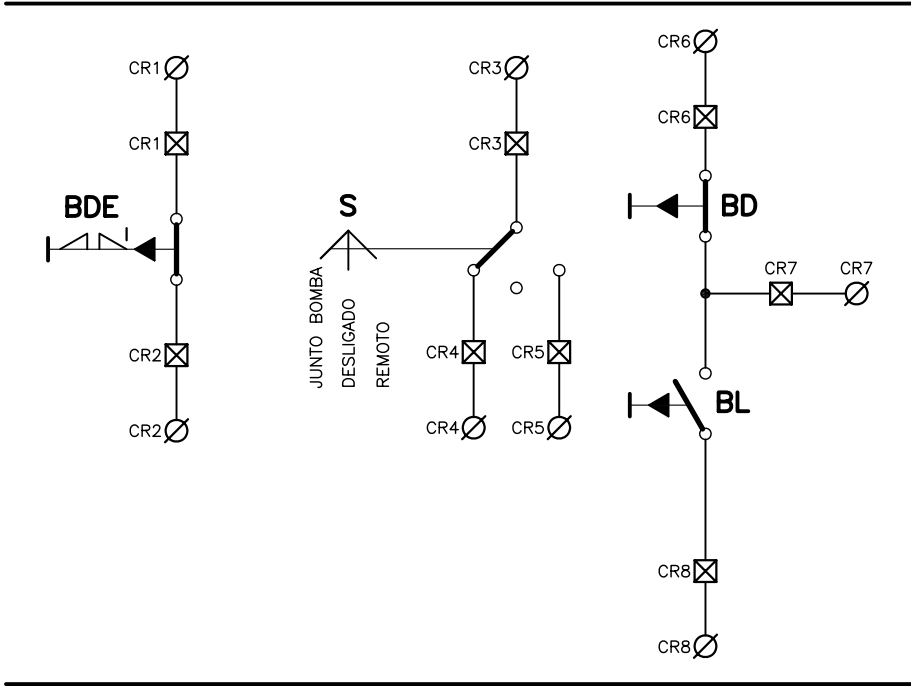 CR1
CR1
BDE
CR2
CR2
CR3
CR3
S
JUNTO BOMBA
DESLIGADO
REMOTO
CR4
CR5
CR4
CR5
CR6
CR6
BD
CR7
CR7
BL
CR8
CR8